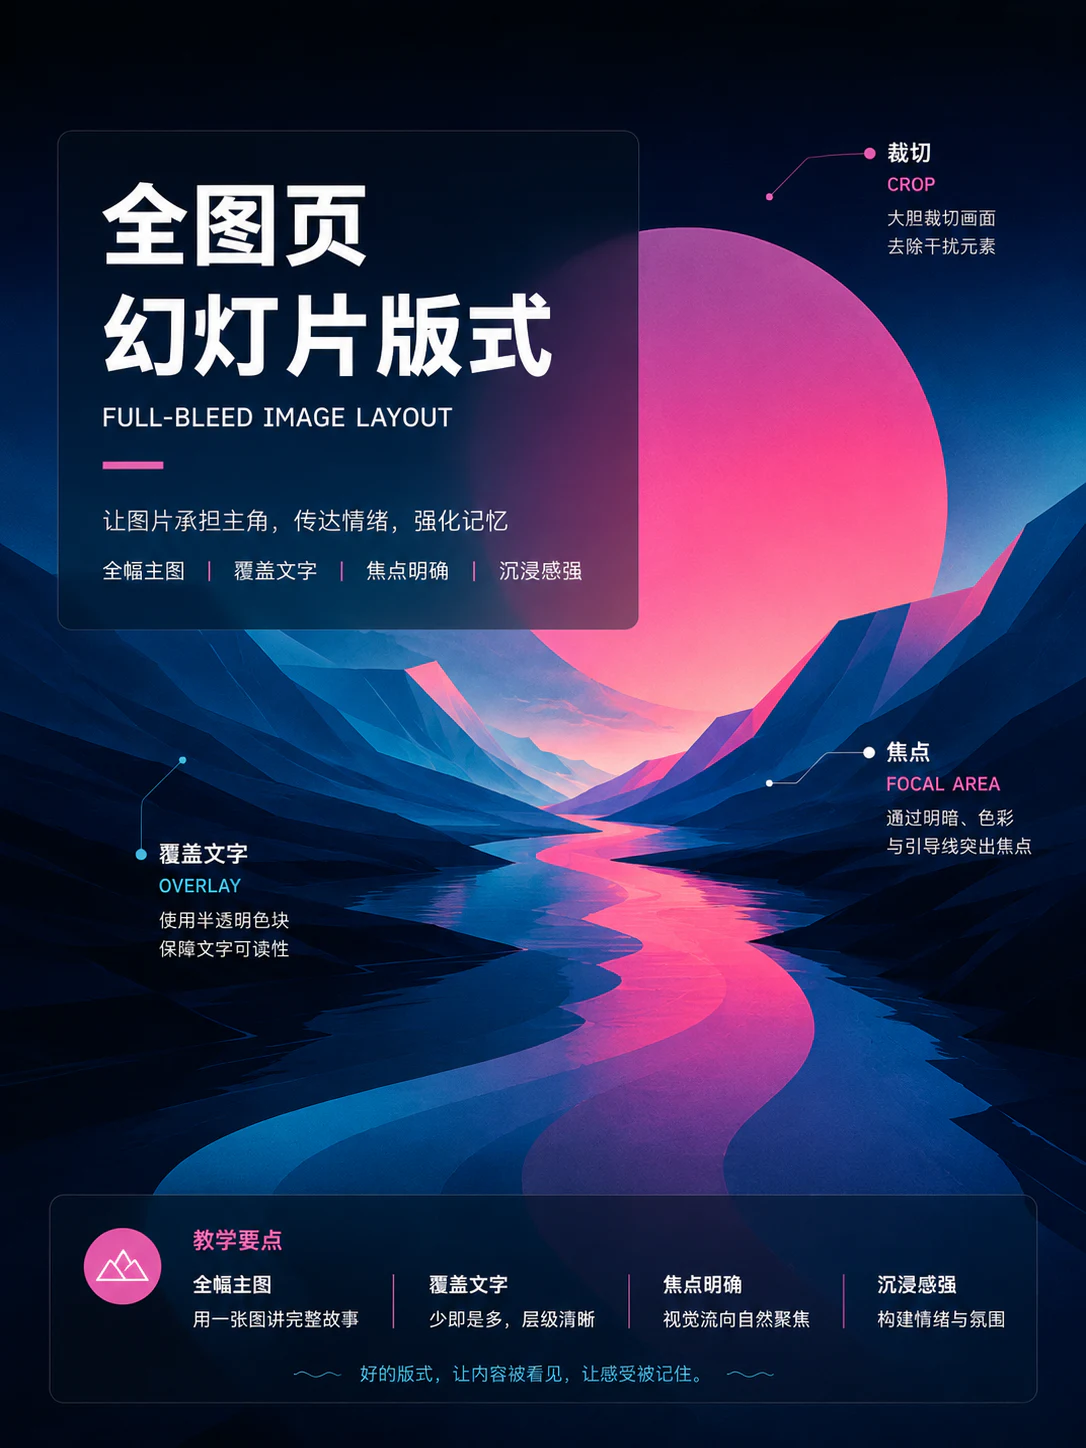 全图页
幻灯片版式
FULL-BLEED IMAGE LAYOUT
让图片承担主角，传达情绪，强化记忆
全幅主图 | 覆盖文字 | 焦点明确 | 沉浸感强
裁切
CROP
大胆裁切画面
去除干扰元素
焦点
FOCAL AREA
通过明暗、色彩
与引导线突出焦点
覆盖文字
OVERLAY
使用半透明色块
保障文字可读性
教学要点
全幅主图
用一张图讲完整故事
覆盖文字
少即是多，层级清晰
焦点明确
视觉流向自然聚焦
沉浸感强
构建情绪与氛围
好的版式，让内容被看见，让感受被记住。